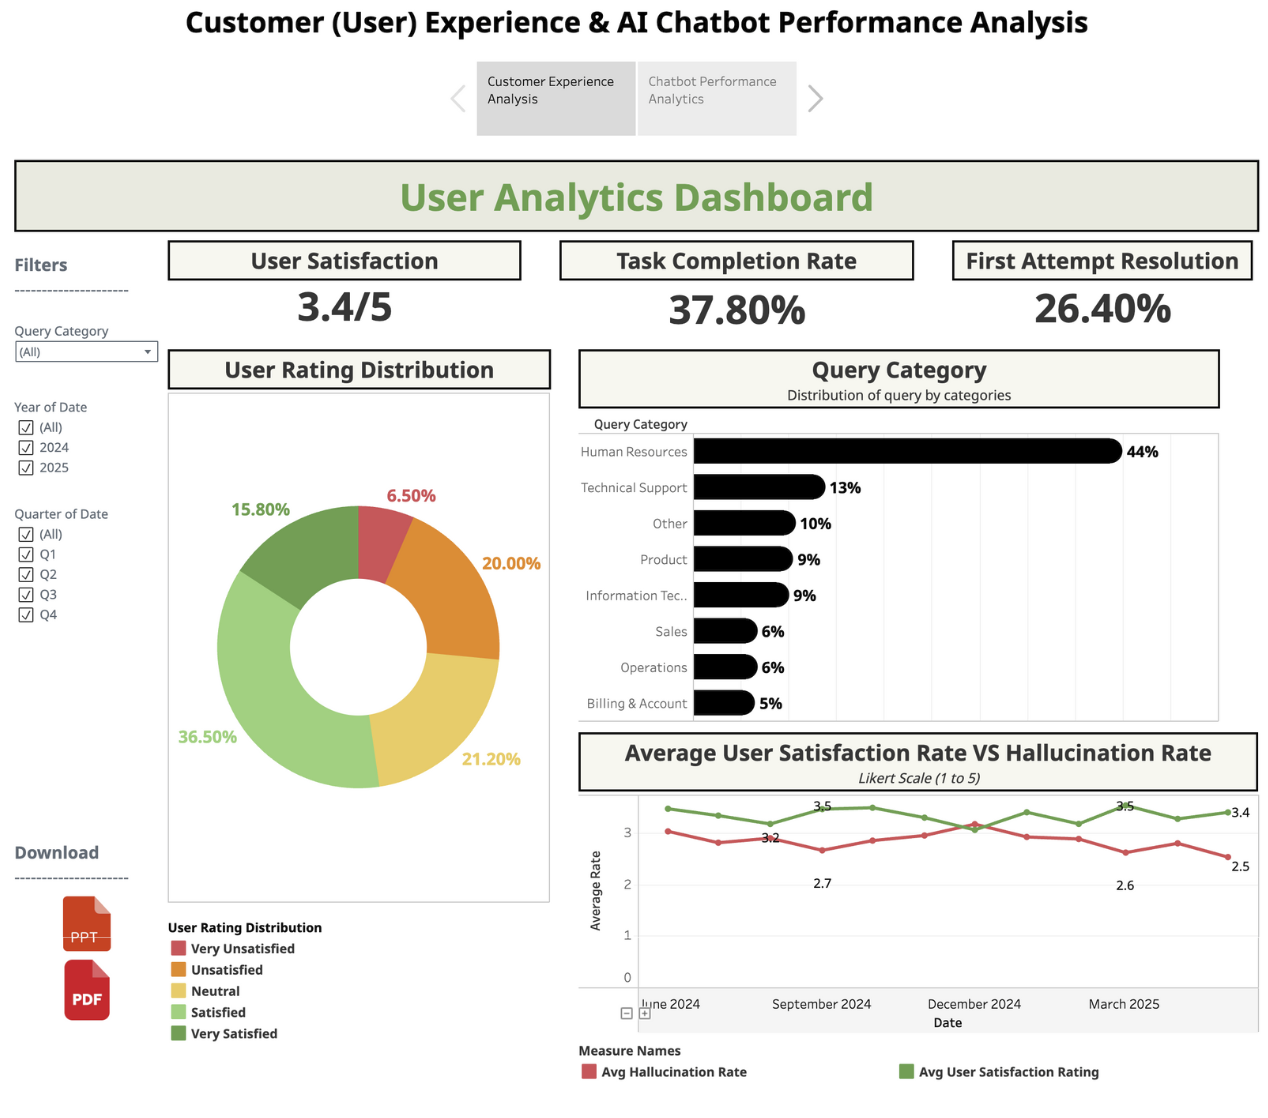 Customer (User) Experience & AI Chatbot Performance Analysis
Customer Experience
Analysis
Chatbot Performance
Analytics
User Analytics Dashboard
Filters
----------------------
Query Category
(All)
Year of Date
(All)
2024
2025
Quarter of Date
(All)
Q1
Q2
Q3
Q4
Download
----------------------
PPT
PDF
User Satisfaction
3.4/5
Task Completion Rate
37.80%
First Attempt Resolution
26.40%
User Rating Distribution
6.50%
15.80%
20.00%
36.50%
21.20%
User Rating Distribution
Very Unsatisfied
Unsatisfied
Neutral
Satisfied
Very Satisfied
Query Category
Distribution of query by categories
Query Category
Human Resources 44%
Technical Support 13%
Other 10%
Product 9%
Information Tec.. 9%
Sales 6%
Operations 6%
Billing & Account 5%
Average User Satisfaction Rate VS Hallucination Rate
Likert Scale (1 to 5)
Average Rate
3
2
1
0
3.5
3.5
3.4
3.2
2.7
2.6
2.5
June 2024
September 2024
December 2024
March 2025
Date
Measure Names
Avg Hallucination Rate
Avg User Satisfaction Rating